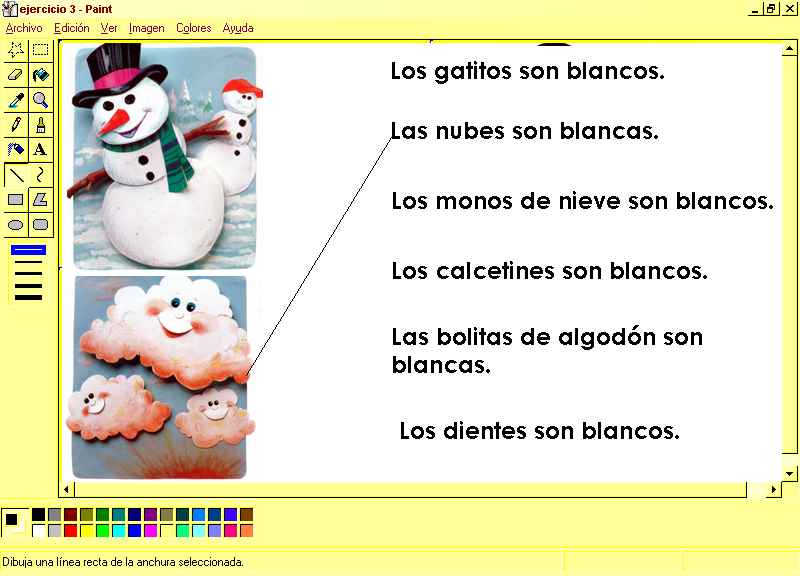 ejercicio 3 - Paint
Archivo Edición Ver Imagen Colores Ayuda
A
Los gatitos son blancos.
Las nubes son blancas.
Los monos de nieve son blancos.
Los calcetines son blancos.
Las bolitas de algodón son
blancas.
Los dientes son blancos.
Dibuja una línea recta de la anchura seleccionada.